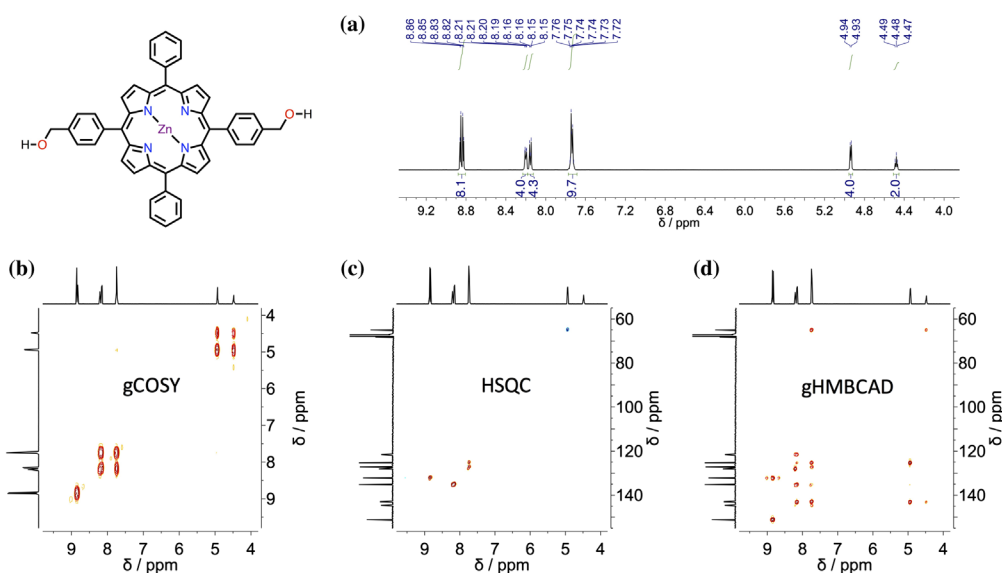 (a)
8.86
8.85
8.83
8.82
8.21
8.21
8.20
8.19
8.16
8.16
8.15
8.15
7.76
7.75
7.74
7.74
7.73
7.72
4.94
4.93
4.49
4.48
4.47
N N
Zn
N N
O H
H O
8.1 4.0 4.3 9.7 4.0 2.0
9.2 8.8 8.4 8.0 7.6 7.2 6.8 6.4 6.0 5.6 5.2 4.8 4.4 4.0
δ / ppm
(b)
gCOSY
4
5
6
7
8
9
δ / ppm
9 8 7 6 5 4
δ / ppm
(c)
HSQC
60
80
100
120
140
δ / ppm
9 8 7 6 5 4
δ / ppm
(d)
gHMBCAD
60
80
100
120
140
δ / ppm
9 8 7 6 5 4
δ / ppm